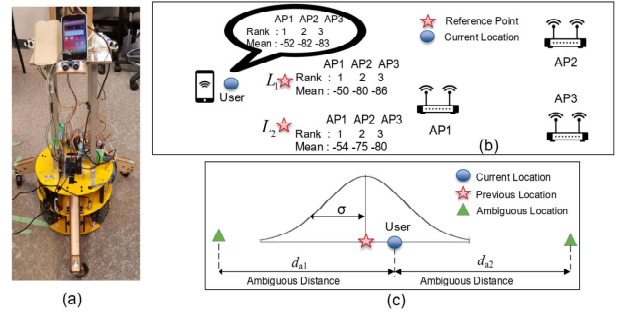 AP1 AP2 AP3
Rank : 1 2 3
Mean : -52 -82 -83
User
AP1 AP2 AP3
L1 Rank : 1 2 3
Mean : -50 -80 -86
AP1 AP2 AP3
L2 Rank : 1 2 3
Mean : -54 -75 -80
Reference Point
Current Location
AP2
AP1
AP3
(b)
Current Location
Previous Location
Ambiguous Location
σ
User
da1
da2
Ambiguous Distance
Ambiguous Distance
(a)
(c)